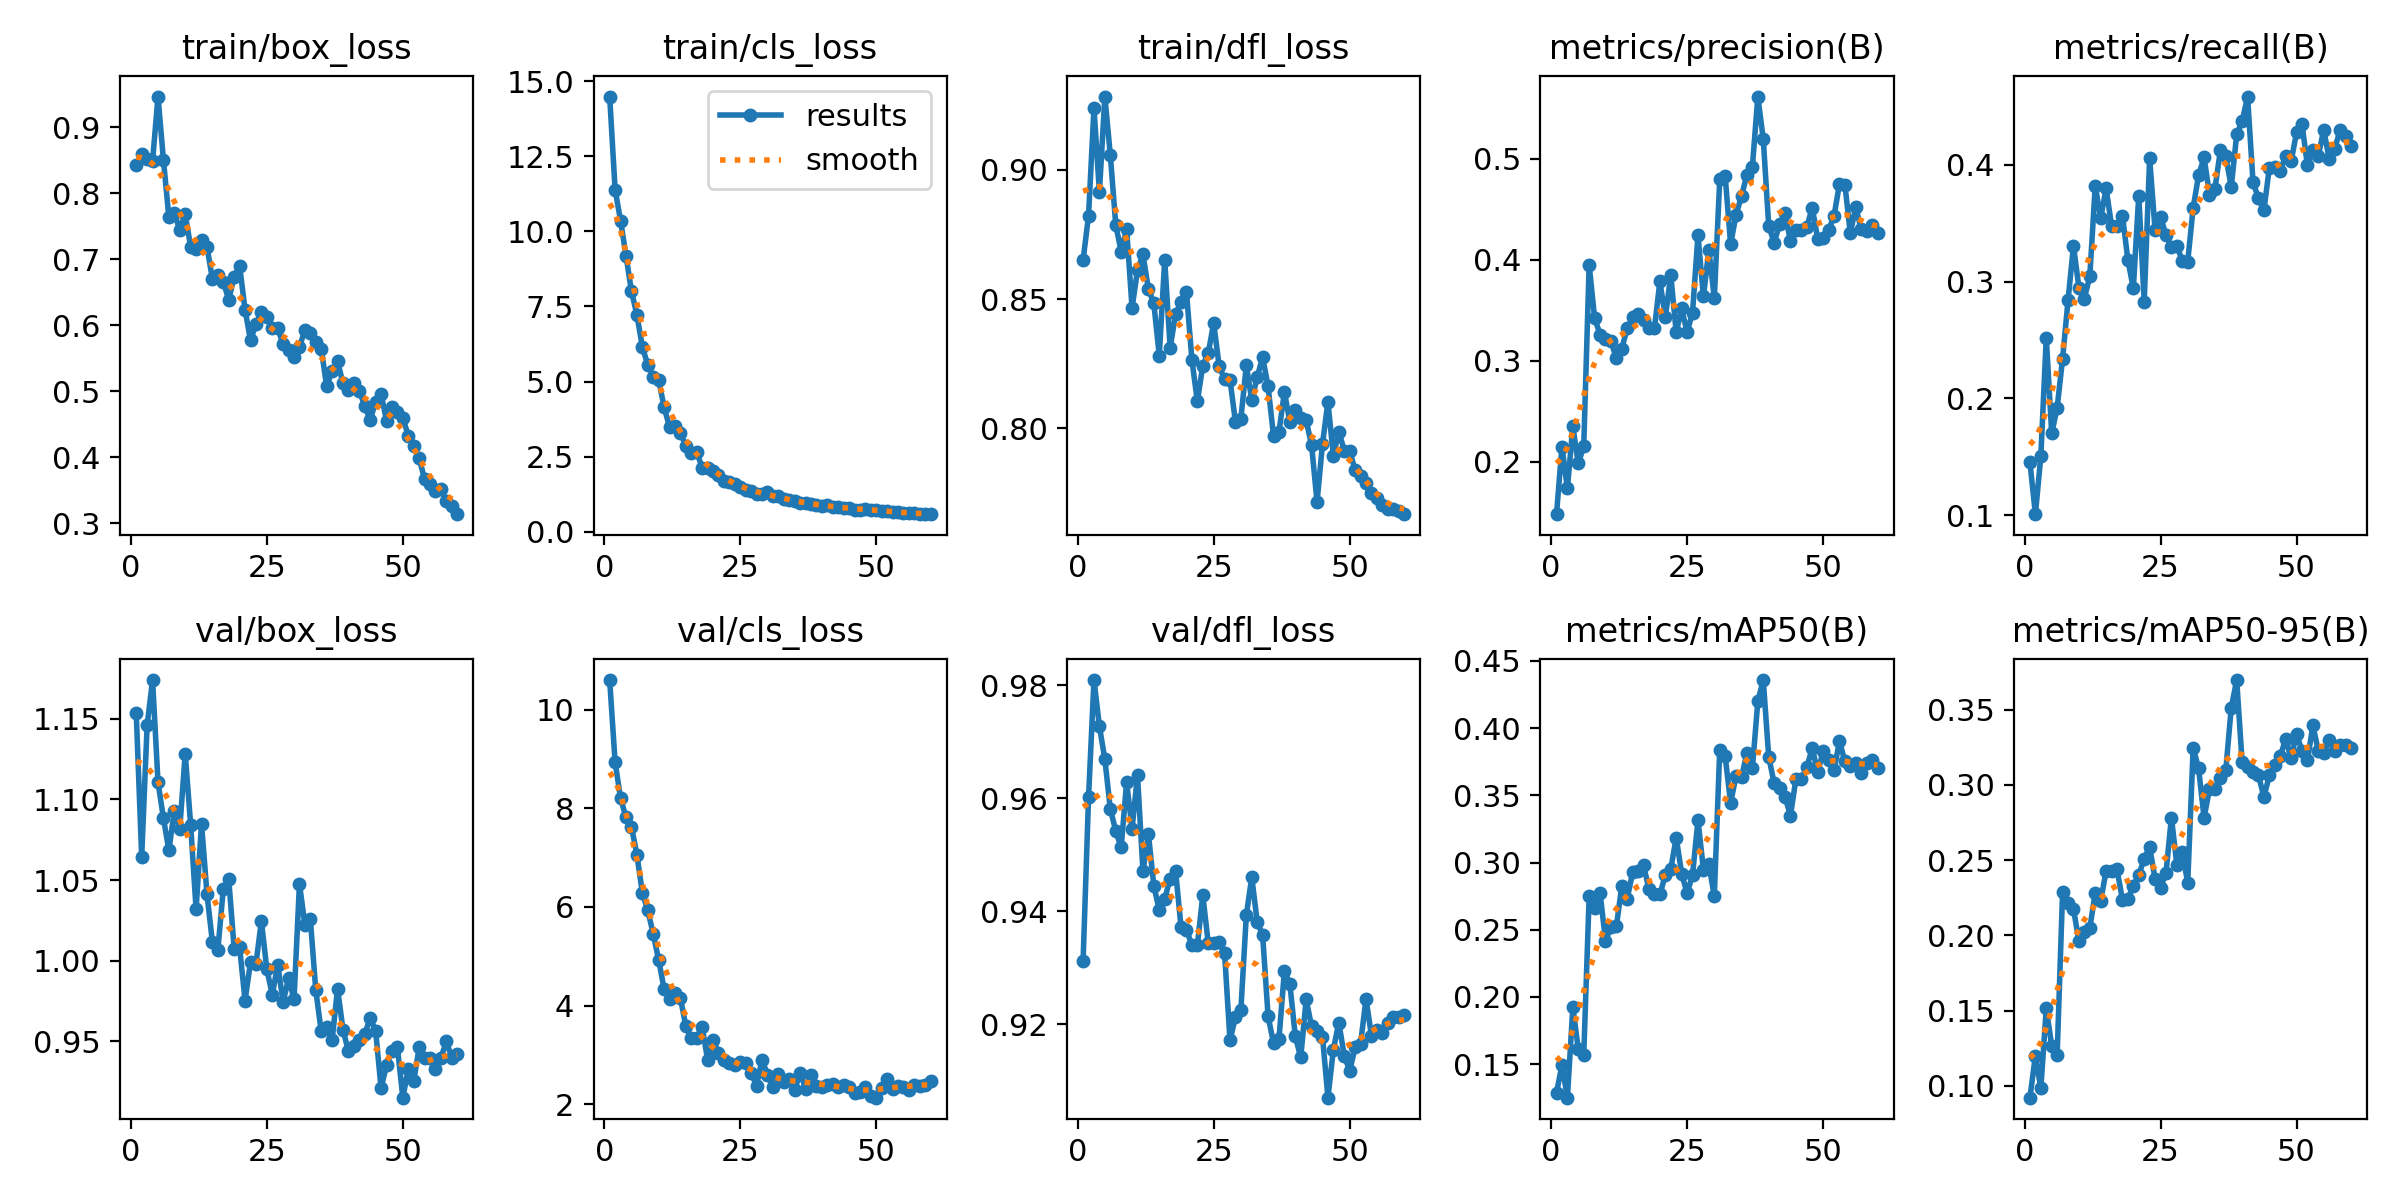 train/box_loss
0.9
0.8
0.7
0.6
0.5
0.4
0.3
0 25 50
train/cls_loss
results
smooth
15.0
12.5
10.0
7.5
5.0
2.5
0.0
0 25 50
train/dfl_loss
0.90
0.85
0.80
0 25 50
metrics/precision(B)
0.5
0.4
0.3
0.2
0 25 50
metrics/recall(B)
0.4
0.3
0.2
0.1
0 25 50
val/box_loss
1.15
1.10
1.05
1.00
0.95
0 25 50
val/cls_loss
10
8
6
4
2
0 25 50
val/dfl_loss
0.98
0.96
0.94
0.92
0 25 50
metrics/mAP50(B)
0.45
0.40
0.35
0.30
0.25
0.20
0.15
0 25 50
metrics/mAP50-95(B)
0.35
0.30
0.25
0.20
0.15
0.10
0 25 50